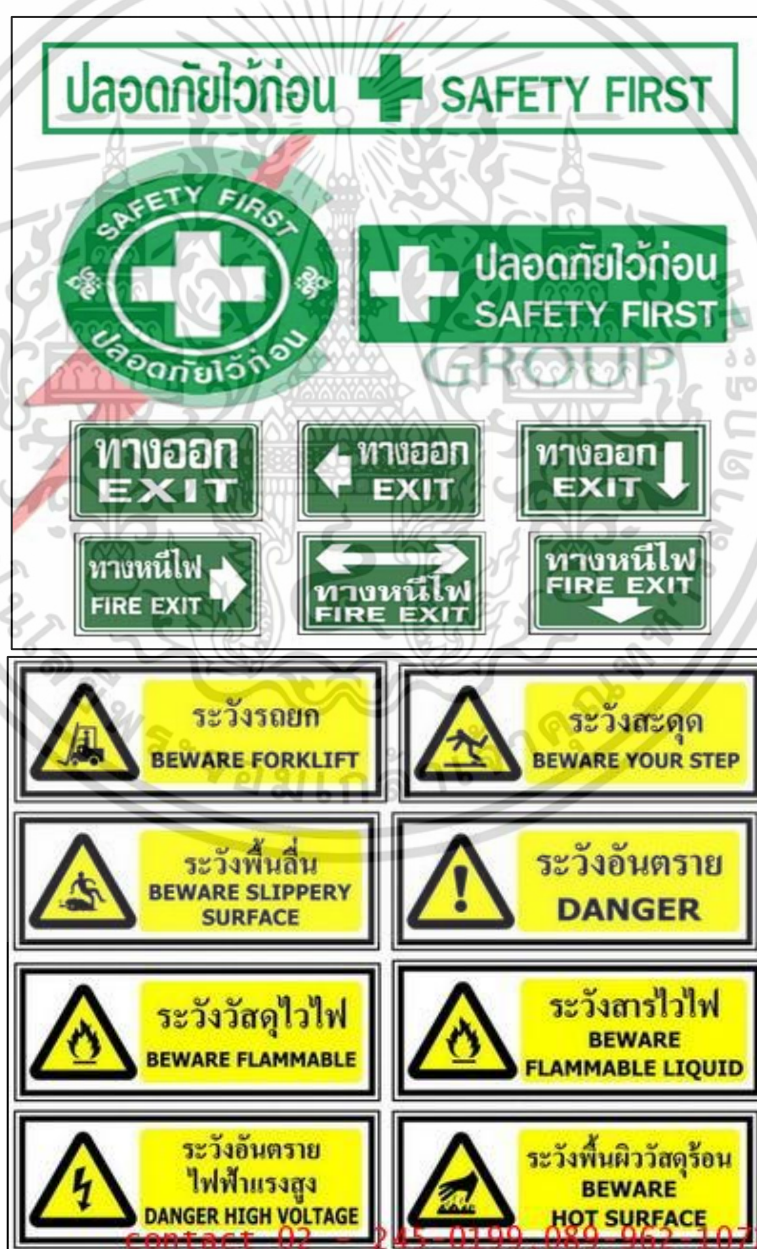 ปลอดภัยไว้ก่อน SAFETY FIRST
SAFETY FIRST
ปลอดภัยไว้ก่อน
ปลอดภัยไว้ก่อน
SAFETY FIRST
GROUP
ทางออก
EXIT
ทางออก
EXIT
ทางออก
EXIT
ทางหนีไฟ
FIRE EXIT
ทางหนีไฟ
FIRE EXIT
ทางหนีไฟ
FIRE EXIT
ระวังรถยก
BEWARE FORKLIFT
ระวังสะดุด
BEWARE YOUR STEP
ระวังพื้นลื่น
BEWARE SLIPPERY
SURFACE
ระวังอันตราย
DANGER
ระวังวัสดุไวไฟ
BEWARE FLAMMABLE
ระวังสารไวไฟ
BEWARE
FLAMMABLE LIQUID
ระวังอันตราย
ไฟฟ้าแรงสูง
DANGER HIGH VOLTAGE
ระวังพื้นผิววัสดุร้อน
BEWARE
HOT SURFACE
contact 02 - 245-0199,089-962-107